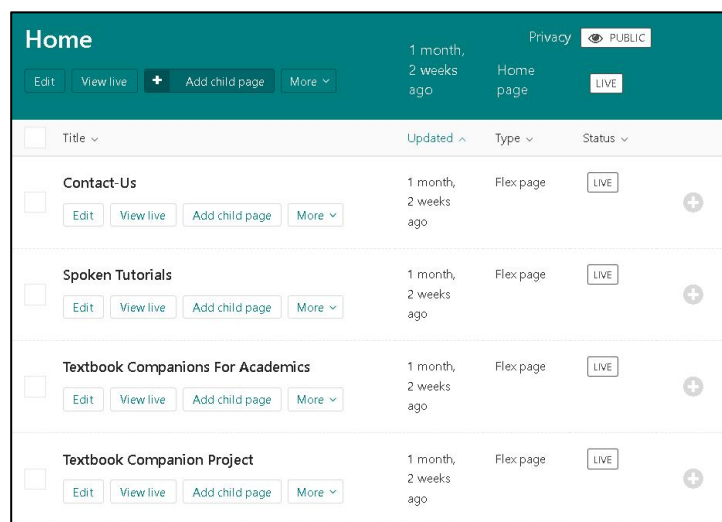 Home
Privacy PUBLIC
1 month,
2 weeks
ago
Home
page
LIVE
Edit View live + Add child page More
Title Updated Type Status
Contact-Us
1 month,
2 weeks
ago
Flex page
LIVE
Edit View live Add child page More
Spoken Tutorials
1 month,
2 weeks
ago
Flex page
LIVE
Edit View live Add child page More
Textbook Companions For Academics
1 month,
2 weeks
ago
Flex page
LIVE
Edit View live Add child page More
Textbook Companion Project
1 month,
2 weeks
ago
Flex page
LIVE
Edit View live Add child page More